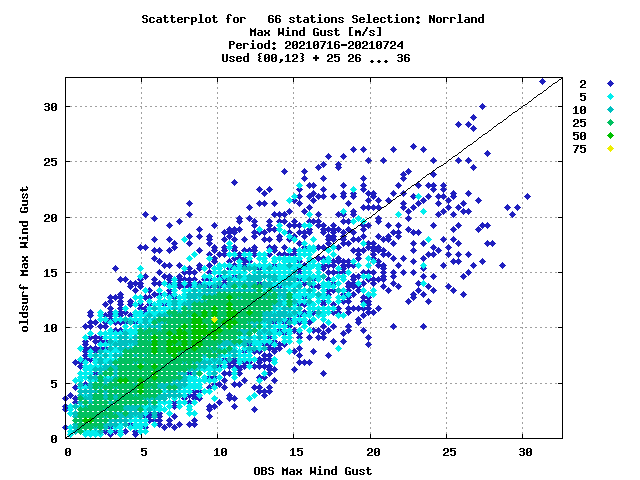 Scatterplot for   66 stations Selection: Norrland
Max Wind Gust [m/s]
Period: 20210716-20210724
Used {00,12} + 25 26 ... 36
2
5
10
25
50
75
30
25
20
15
10
5
0
oldsurf Max Wind Gust
0 5 10 15 20 25 30
OBS Max Wind Gust